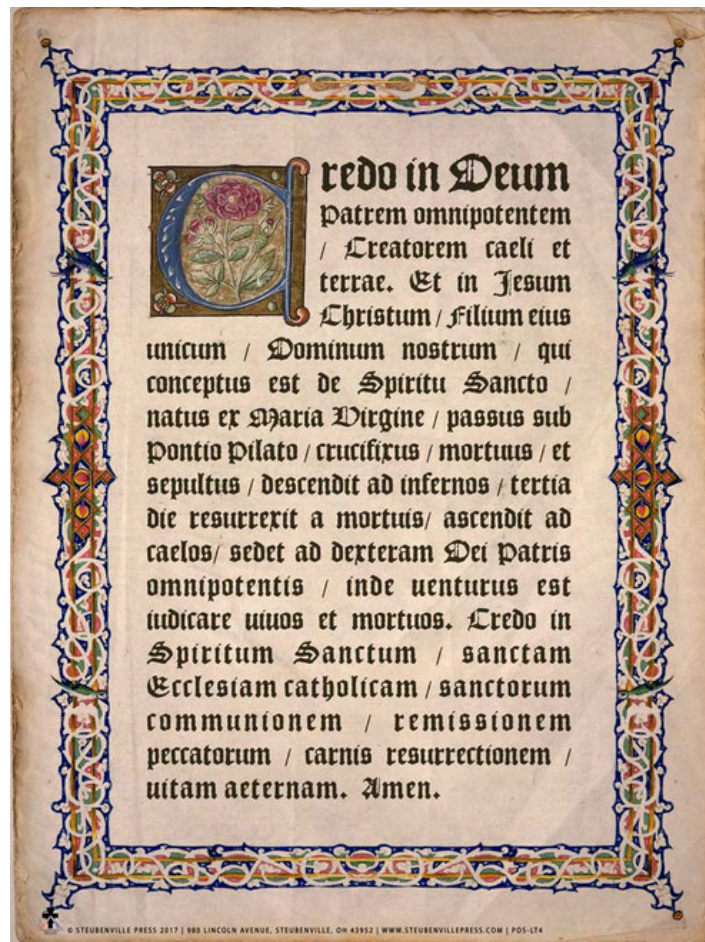 Credo in Deum
Patrem omnipotentem
/ Creatorem caeli et
terrae. Et in Jesum
Christum / Filium eius
unicum / Dominum nostrum / qui
conceptus est de Spiritu Sancto /
natus ex Maria Virgine / passus sub
Pontio Pilato / crucifixus / mortuus / et
sepultus / descendit ad infernos / tertia
die resurrexit a mortuis/ ascendit ad
caelos/ sedet ad dexteram Dei Patris
omnipotentis / inde uenturus est
iudicare uiuos et mortuos. Credo in
Spiritum Sanctum / sanctam
Ecclesiam catholicam / sanctorum
communionem / remissionem
peccatorum / carnis resurrectionem /
uitam aeternam. Amen.
© STEUBENVILLE PRESS 2017 | 980 LINCOLN AVENUE, STEUBENVILLE, OH 43952 | WWW.STEUBENVILLEPRESS.COM | POS-LT4